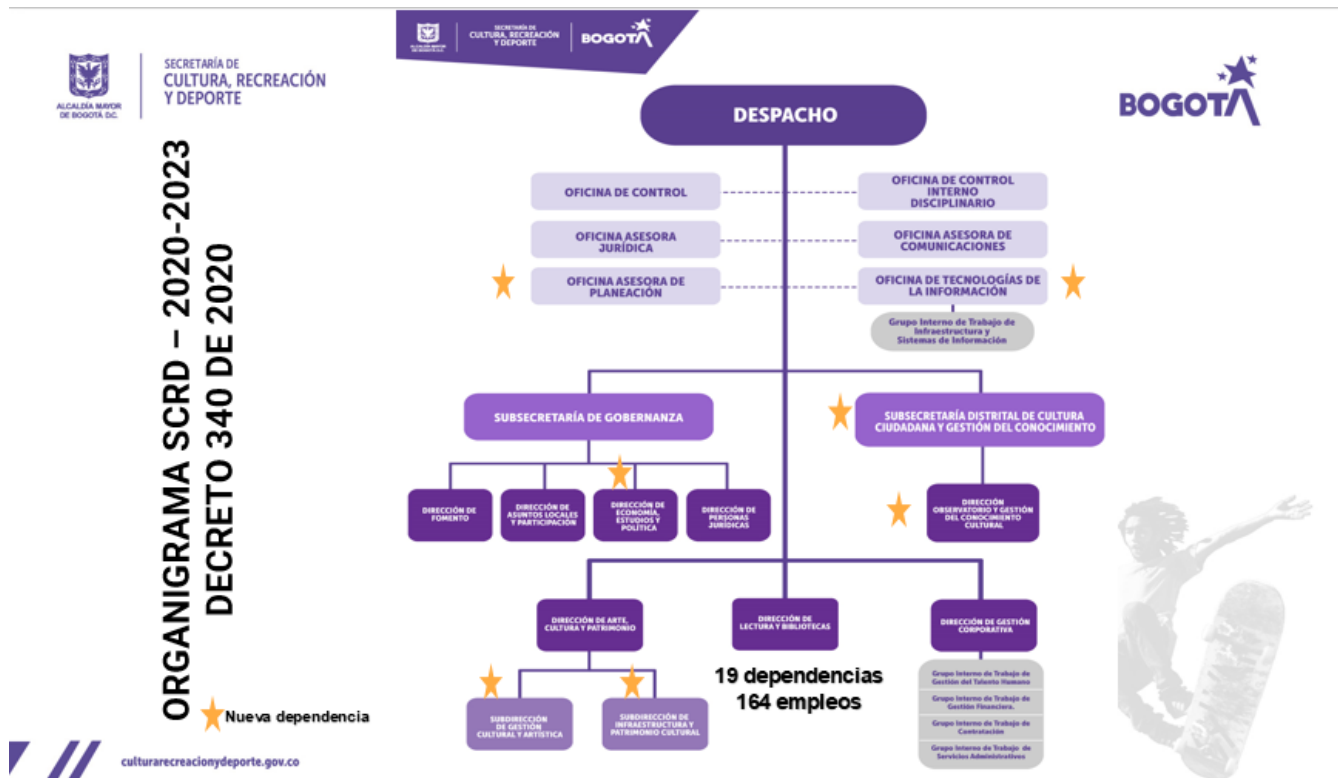 SECRETARÍA DE
CULTURA, RECREACIÓN
Y DEPORTE
ALCALDÍA MAYOR
DE BOGOTÁ D.C.
SECRETARÍA DE
CULTURA, RECREACIÓN
Y DEPORTE
ALCALDÍA MAYOR
DE BOGOTÁ D.C.
BOGOTÁ
BOGOTÁ
ORGANIGRAMA SCRD – 2020-2023
DECRETO 340 DE 2020
DESPACHO
OFICINA DE CONTROL
OFICINA DE CONTROL
INTERNO
DISCIPLINARIO
OFICINA ASESORA
JURÍDICA
OFICINA ASESORA DE
COMUNICACIONES
OFICINA ASESORA DE
PLANEACIÓN
OFICINA DE TECNOLOGÍAS DE
LA INFORMACIÓN
Grupo Interno de Trabajo de
Infraestructura y
Sistemas de Información
SUBSECRETARÍA DE GOBERNANZA
SUBSECRETARÍA DISTRITAL DE CULTURA
CIUDADANA Y GESTIÓN DEL CONOCIMIENTO
DIRECCIÓN DE
FOMENTO
DIRECCIÓN DE
ASUNTOS LOCALES
Y PARTICIPACIÓN
DIRECCIÓN DE
ECONOMÍA,
ESTUDIOS Y
POLÍTICA
DIRECCIÓN DE
PERSONAS
JURÍDICAS
DIRECCIÓN
OBSERVATORIO Y GESTIÓN
DEL CONOCIMIENTO
CULTURAL
DIRECCIÓN DE ARTE,
CULTURA Y PATRIMONIO
DIRECCIÓN DE
LECTURA Y BIBLIOTECAS
DIRECCIÓN DE GESTIÓN
CORPORATIVA
SUBDIRECCIÓN
DE GESTIÓN
CULTURAL Y ARTÍSTICA
SUBDIRECCIÓN DE
INFRAESTRUCTURA Y
PATRIMONIO CULTURAL
19 dependencias
164 empleos
Grupo Interno de Trabajo de
Gestión del Talento Humano
Grupo Interno de Trabajo de
Gestión Financiera.
Grupo Interno de Trabajo de
Contratación
Grupo Interno de Trabajo de
Servicios Administrativos
Nueva dependencia
culturarecreacionydeporte.gov.co